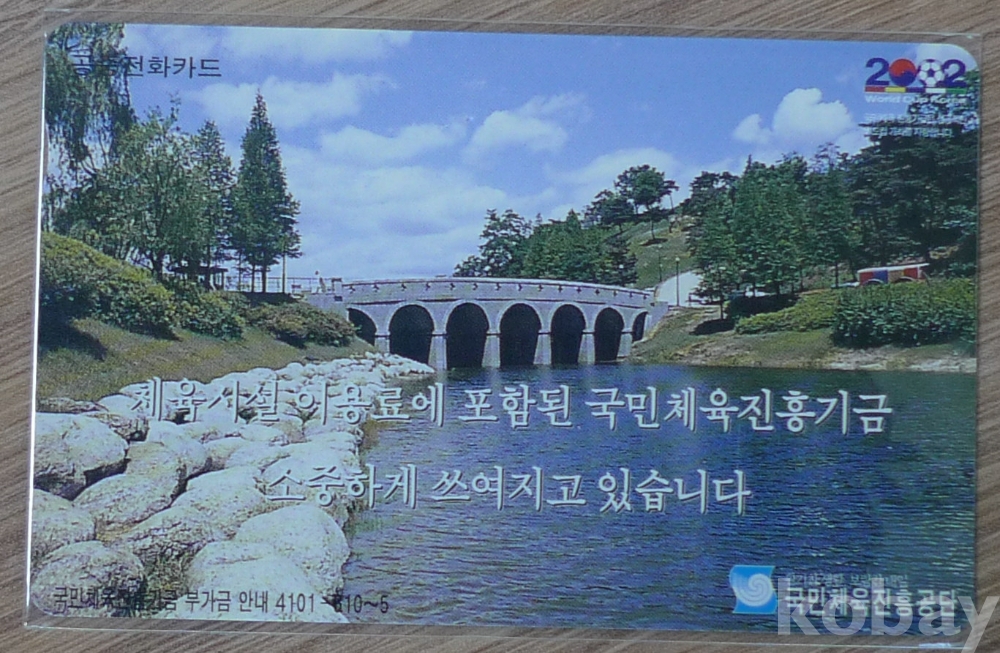 공중전화카드
2002
World Cup Korea
체육시설 이용료에 포함된 국민체육진흥기금
소중하게 쓰여지고 있습니다
국민체육진흥기금 부가금 안내 4101 610~5
국민체육진흥공단
kobay